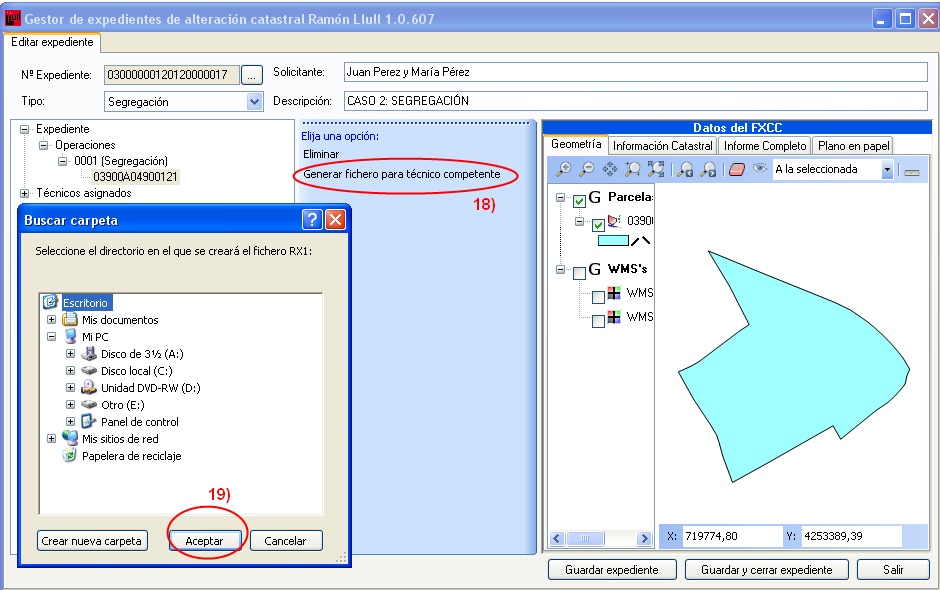 Gestor de expedientes de alteración catastral Ramón Llull 1.0.607
Editar expediente
Nº Expediente: 03000000120120000017 ... Solicitante: Juan Perez y María Pérez
Tipo: Segregación Descripción: CASO 2: SEGREGACIÓN
Expediente
Operaciones
0001 (Segregación)
03900A04900121
Técnicos asignados
Elija una opción:
Eliminar
Generar fichero para técnico competente
18)
Buscar carpeta
Seleccione el directorio en el que se creará el fichero RX1:
Escritorio
Mis documentos
Mi PC
Disco de 3½ (A:)
Disco local (C:)
Unidad DVD-RW (D:)
Otro (E:)
Panel de control
Mis sitios de red
Papelera de reciclaje
19)
Crear nueva carpeta Aceptar Cancelar
Datos del FXCC
Geometría Información Catastral Informe Completo Plano en papel
A la seleccionada
G Parcela
0390
G WMS's
WMS
WMS
X: 719774,80 Y: 4253389,39
Guardar expediente Guardar y cerrar expediente Salir